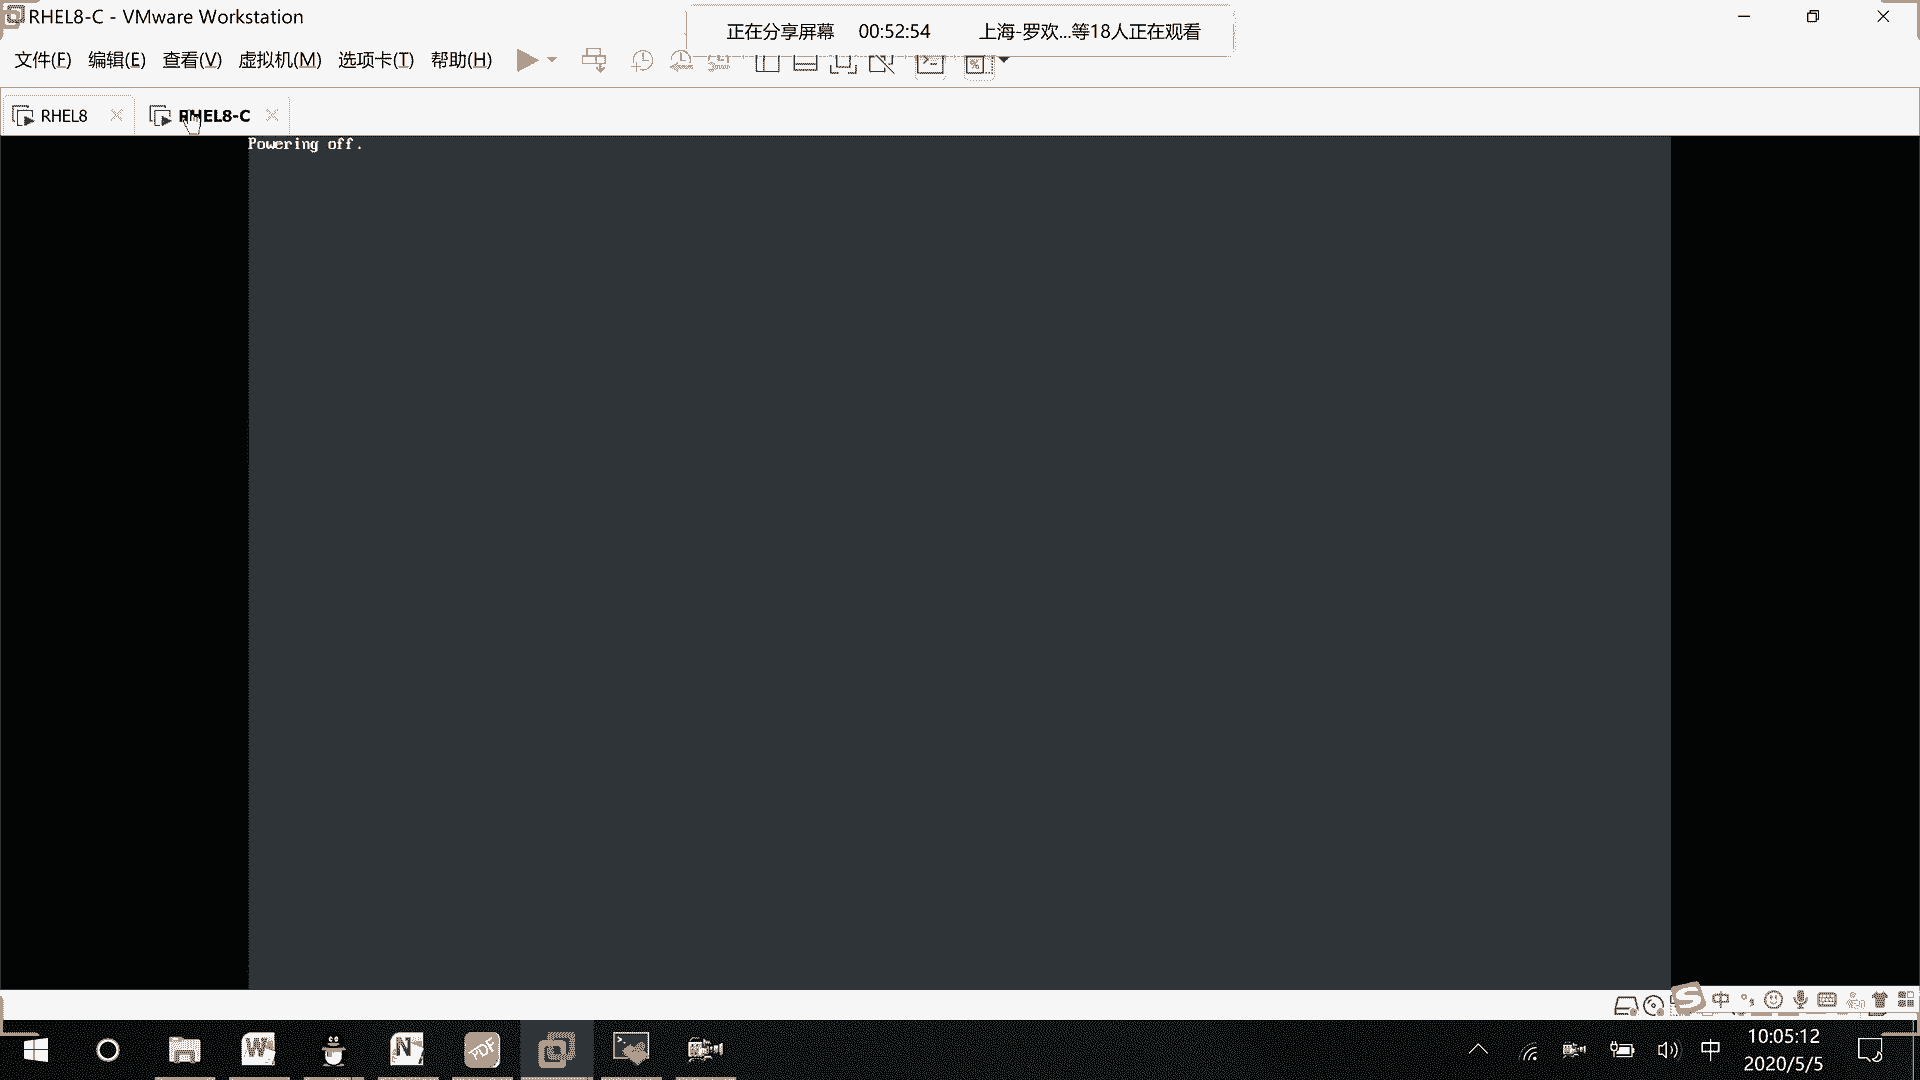 RHEL8-C - VMware Workstation
正在分享屏幕 00:52:54 上海-罗欢...等18人正在观看
文件(F) 编辑(E) 查看(V) 虚拟机(M) 选项卡(T) 帮助(H)
RHEL8
RHEL8-C
Powering off.
S 中
W N PDF
中
10:05:12
2020/5/5